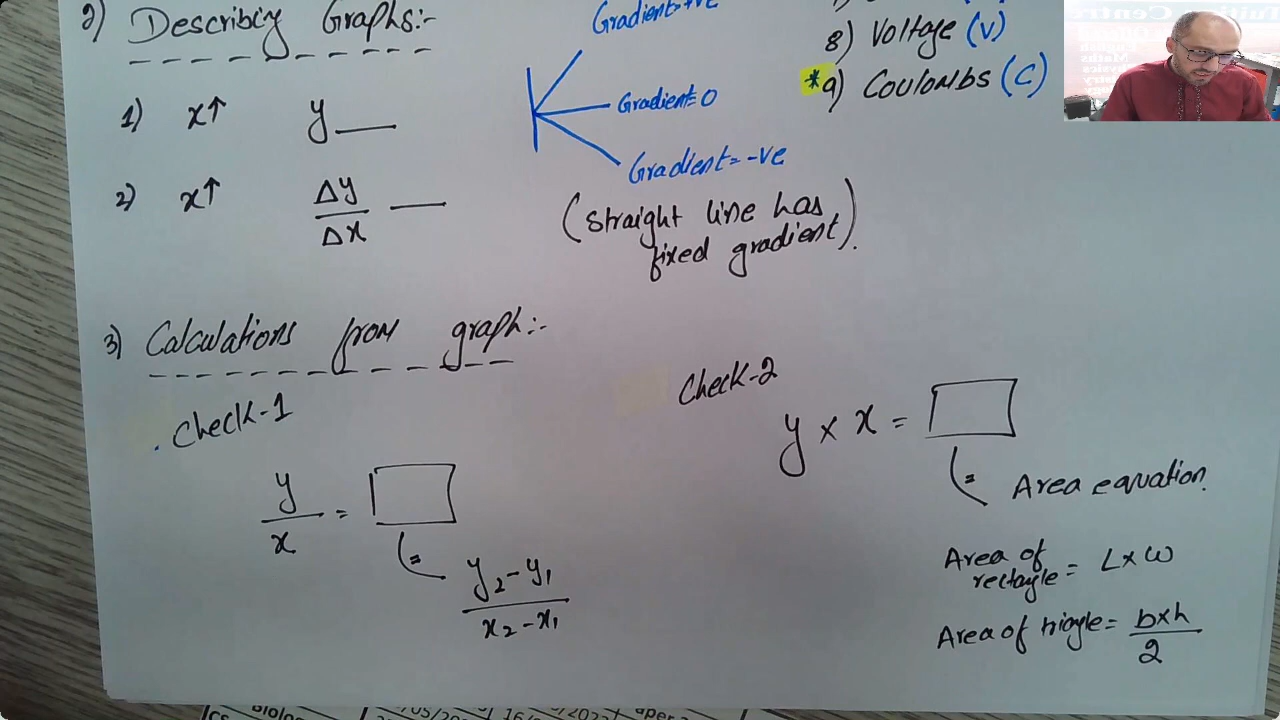 2) Describing Graphs:-
1) x↑ y ___
2) x↑ Δy/Δx ___
Gradient=+ve
Gradient=0
Gradient=-ve
(straight line has
fixed gradient).
8) Voltage (V)
*9) Coulombs (C)
3) Calculations from graph:-
Check-1
y/x = □
= y₂-y₁/x₂-x₁
Check-2
y × x = □
= Area equation.
Area of
rectangle = L×w
Area of triangle = b×h/2